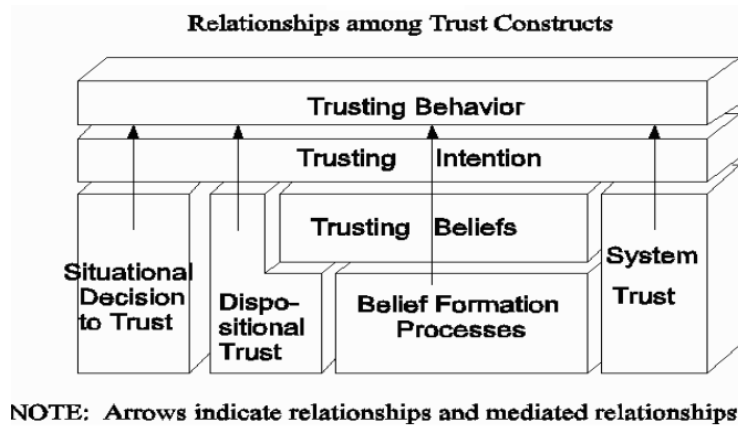 Relationships among Trust Constructs
Trusting Behavior
Trusting Intention
Trusting Beliefs
Situational
Decision
to Trust
Dispo-
sitional
Trust
Belief Formation
Processes
System
Trust
NOTE: Arrows indicate relationships and mediated relationships